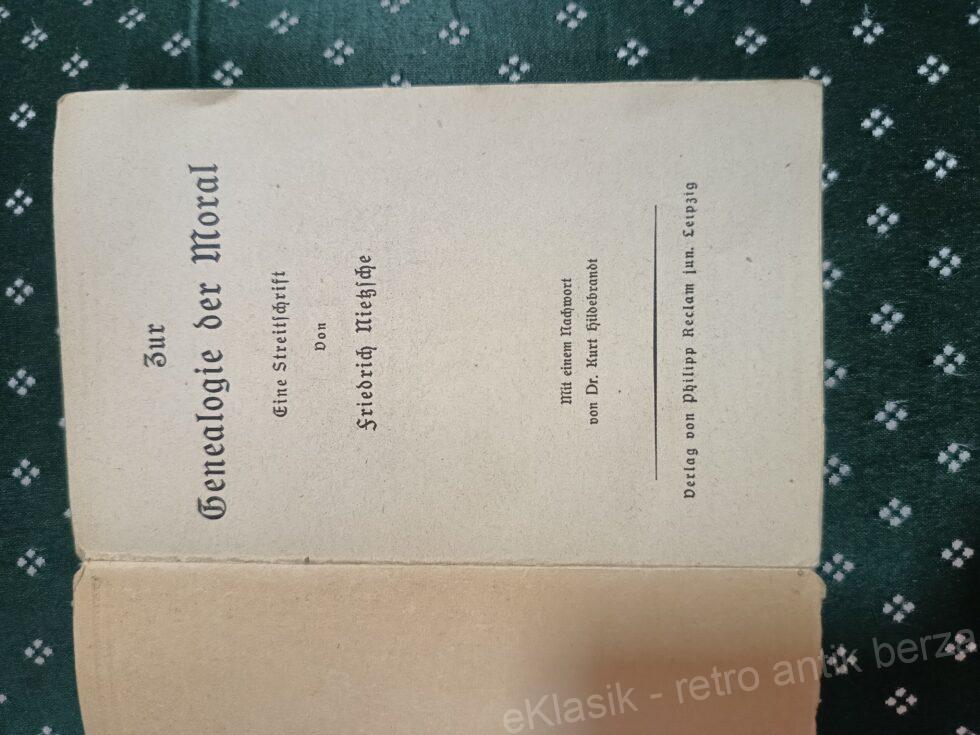 Zur
Genealogie der Moral
Eine Streitschrift
Von
Friedrich Nietzsche
Mit einem Nachwort
von Dr. Kurt Hildebrandt
Verlag von Philipp Reclam jun. Leipzig
eKlasik - retro antik berza